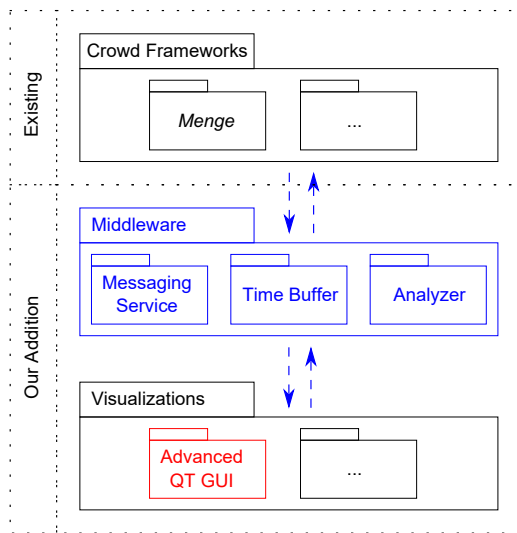 Existing
Crowd Frameworks
Menge
...
Our Addition
Middleware
Messaging
Service
Time Buffer
Analyzer
Visualizations
Advanced
QT GUI
...